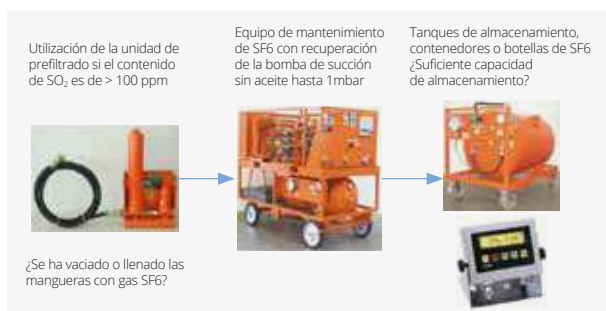 Utilización de la unidad de
prefiltrado si el contenido
de SO₂ es de > 100 ppm
Equipo de mantenimiento
de SF6 con recuperación
de la bomba de succión
sin aceite hasta 1mbar
Tanques de almacenamiento,
contenedores o botellas de SF6
¿Suficiente capacidad
de almacenamiento?
¿Se ha vaciado o llenado las
mangueras con gas SF6?